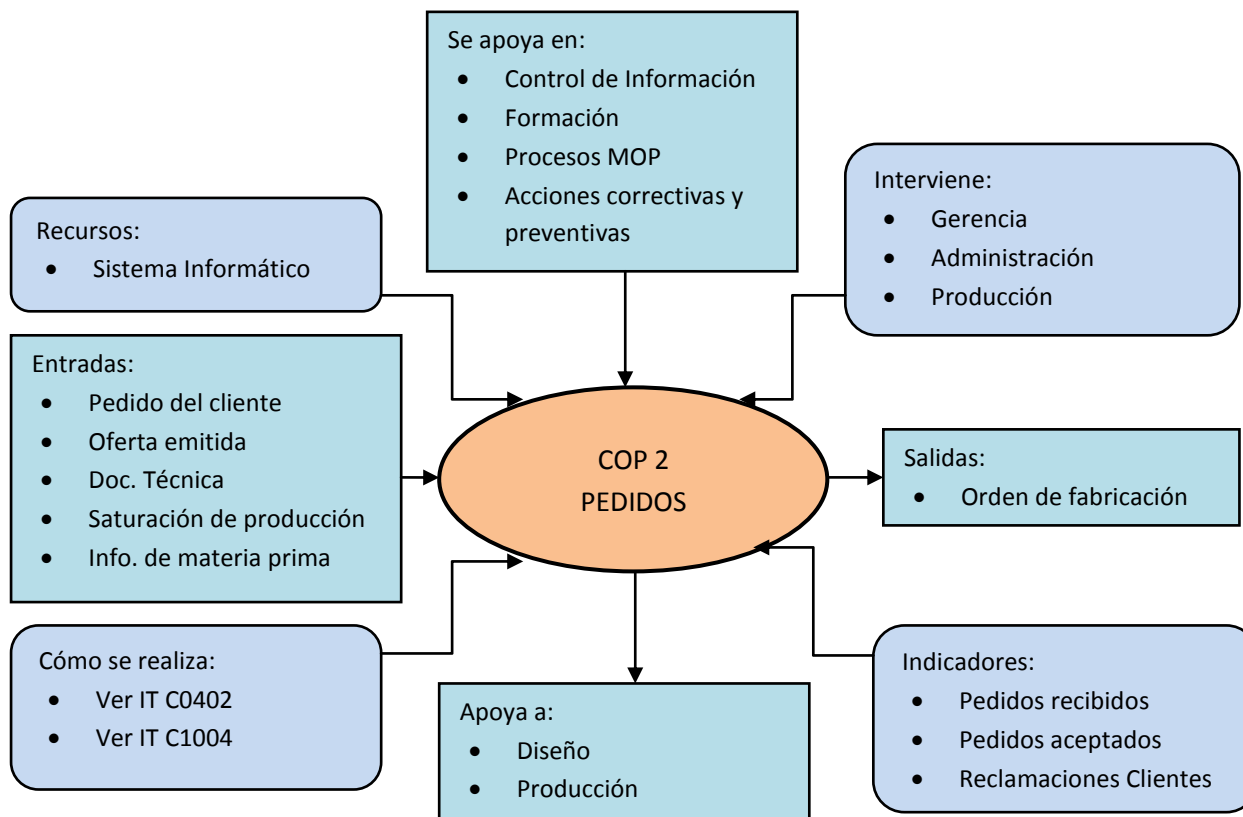 Se apoya en:
• Control de Información
• Formación
• Procesos MOP
• Acciones correctivas y
preventivas
Interviene:
• Gerencia
• Administración
• Producción
Recursos:
• Sistema Informático
Entradas:
• Pedido del cliente
• Oferta emitida
• Doc. Técnica
• Saturación de producción
• Info. de materia prima
COP 2
PEDIDOS
Salidas:
• Orden de fabricación
Cómo se realiza:
• Ver IT C0402
• Ver IT C1004
Apoya a:
• Diseño
• Producción
Indicadores:
• Pedidos recibidos
• Pedidos aceptados
• Reclamaciones Clientes